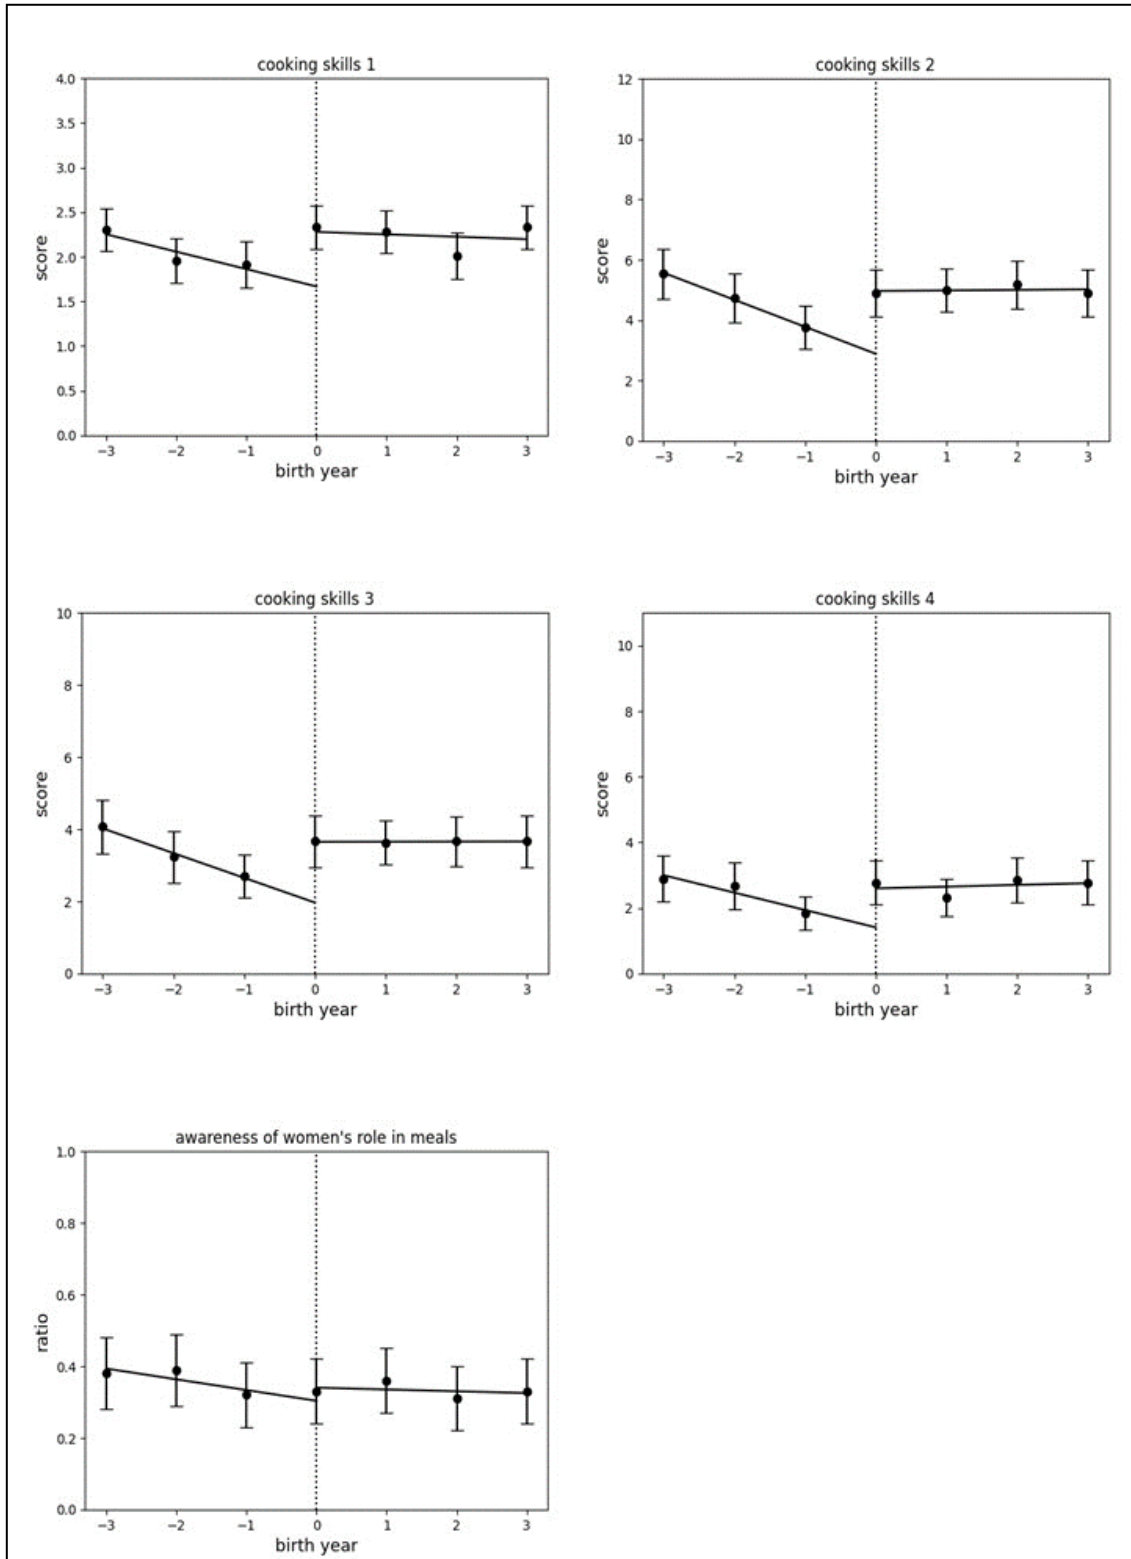 cooking skills 1
4.0
3.5
3.0
2.5
2.0
1.5
1.0
0.5
0.0
score
−3 −2 −1 0 1 2 3
birth year
cooking skills 2
12
10
8
6
4
2
0
score
−3 −2 −1 0 1 2 3
birth year
cooking skills 3
10
8
6
4
2
0
score
−3 −2 −1 0 1 2 3
birth year
cooking skills 4
10
8
6
4
2
0
score
−3 −2 −1 0 1 2 3
birth year
awareness of women's role in meals
1.0
0.8
0.6
0.4
0.2
0.0
ratio
−3 −2 −1 0 1 2 3
birth year